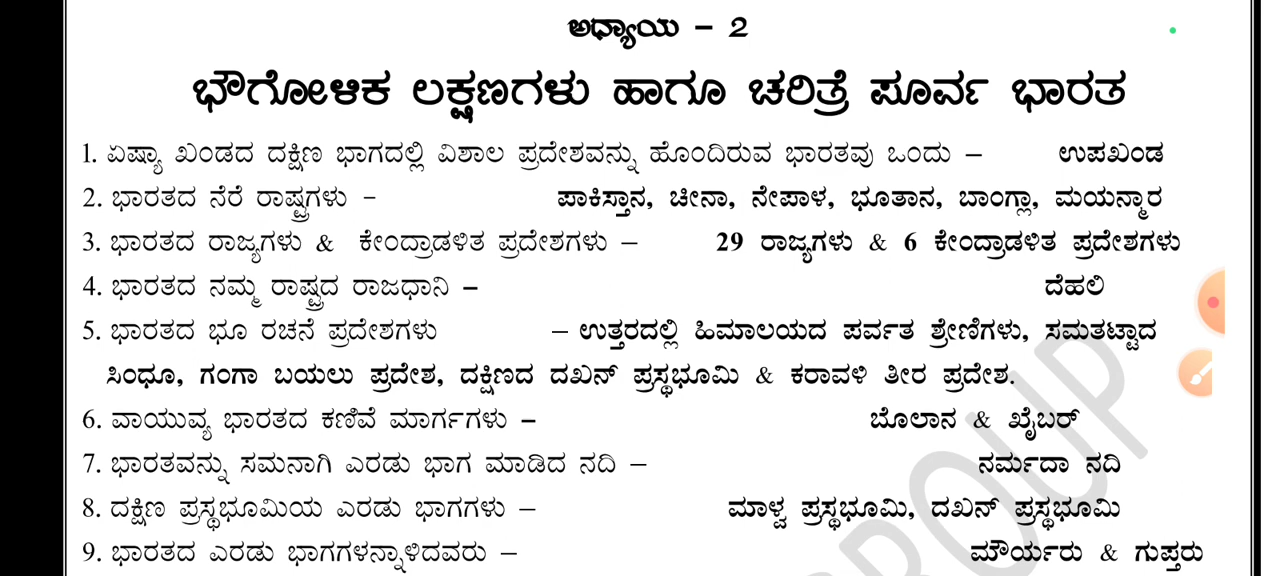 ಅಧ್ಯಾಯ – 2
ಭೌಗೋಳಿಕ ಲಕ್ಷಣಗಳು ಹಾಗೂ ಚರಿತ್ರೆ ಪೂರ್ವ ಭಾರತ
1. ಏಷ್ಯಾ ಖಂಡದ ದಕ್ಷಿಣ ಭಾಗದಲ್ಲಿ ವಿಶಾಲ ಪ್ರದೇಶವನ್ನು ಹೊಂದಿರುವ ಭಾರತವು ಒಂದು – ಉಪಖಂಡ
2. ಭಾರತದ ನೆರೆ ರಾಷ್ಟ್ರಗಳು - ಪಾಕಿಸ್ತಾನ, ಚೀನಾ, ನೇಪಾಳ, ಭೂತಾನ, ಬಾಂಗ್ಲಾ, ಮಯನ್ಮಾರ
3. ಭಾರತದ ರಾಜ್ಯಗಳು & ಕೇಂದ್ರಾಡಳಿತ ಪ್ರದೇಶಗಳು – 29 ರಾಜ್ಯಗಳು & 6 ಕೇಂದ್ರಾಡಳಿತ ಪ್ರದೇಶಗಳು
4. ಭಾರತದ ನಮ್ಮ ರಾಷ್ಟ್ರದ ರಾಜಧಾನಿ – ದೆಹಲಿ
5. ಭಾರತದ ಭೂ ರಚನೆ ಪ್ರದೇಶಗಳು – ಉತ್ತರದಲ್ಲಿ ಹಿಮಾಲಯದ ಪರ್ವತ ಶ್ರೇಣಿಗಳು, ಸಮತಟ್ಟಾದ
ಸಿಂಧೂ, ಗಂಗಾ ಬಯಲು ಪ್ರದೇಶ, ದಕ್ಷಿಣದ ದಖನ್ ಪ್ರಸ್ಥಭೂಮಿ & ಕರಾವಳಿ ತೀರ ಪ್ರದೇಶ.
6. ವಾಯುವ್ಯ ಭಾರತದ ಕಣಿವೆ ಮಾರ್ಗಗಳು – ಬೊಲಾನ & ಖೈಬರ್
7. ಭಾರತವನ್ನು ಸಮನಾಗಿ ಎರಡು ಭಾಗ ಮಾಡಿದ ನದಿ – ನರ್ಮದಾ ನದಿ
8. ದಕ್ಷಿಣ ಪ್ರಸ್ಥಭೂಮಿಯ ಎರಡು ಭಾಗಗಳು – ಮಾಳ್ವ ಪ್ರಸ್ಥಭೂಮಿ, ದಖನ್ ಪ್ರಸ್ಥಭೂಮಿ
9. ಭಾರತದ ಎರಡು ಭಾಗಗಳನ್ನಾಳಿದವರು – ಮೌರ್ಯರು & ಗುಪ್ತರು
GROUP